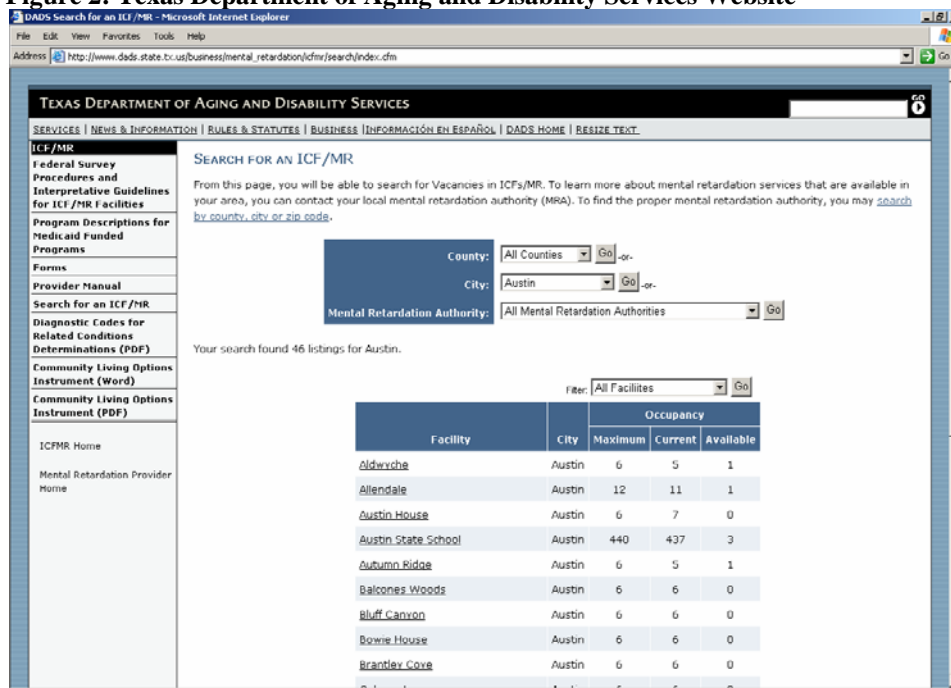 Figure 2. Texas Department of Aging and Disability Services Website
DADS Search for an ICF/MR - Microsoft Internet Explorer
File Edit View Favorites Tools Help
Address http://www.dads.state.tx.us/business/mental_retardation/icfmr/search/index.cfm Go
TEXAS DEPARTMENT OF AGING AND DISABILITY SERVICES
GO
SERVICES | NEWS & INFORMATION | RULES & STATUTES | BUSINESS |INFORMACIÓN EN ESPAÑOL | DADS HOME | RESIZE TEXT
ICF/MR
Federal Survey
Procedures and
Interpretative Guidelines
for ICF/MR Facilities
Program Descriptions for
Medicaid Funded
Programs
Forms
Provider Manual
Search for an ICF/MR
Diagnostic Codes for
Related Conditions
Determinations (PDF)
Community Living Options
Instrument (Word)
Community Living Options
Instrument (PDF)
ICFMR Home
Mental Retardation Provider
Home
SEARCH FOR AN ICF/MR
From this page, you will be able to search for Vacancies in ICFs/MR. To learn more about mental retardation services that are available in
your area, you can contact your local mental retardation authority (MRA). To find the proper mental retardation authority, you may search
by county, city or zip code.
County: All Counties Go -or-
City: Austin Go -or-
Mental Retardation Authority: All Mental Retardation Authorities Go
Your search found 46 listings for Austin.
Filter: All Facilites Go
Occupancy
Facility City Maximum Current Available
Aldwyche Austin 6 5 1
Allendale Austin 12 11 1
Austin House Austin 6 7 0
Austin State School Austin 440 437 3
Autumn Ridge Austin 6 5 1
Balcones Woods Austin 6 6 0
Bluff Canyon Austin 6 6 0
Bowie House Austin 6 6 0
Brantley Cove Austin 6 6 0